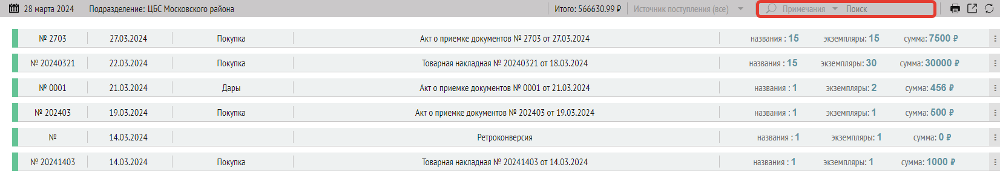 28 марта 2024 Подразделение: ЦБС Московского района Итого: 566630.99 ₽ Источник поступления (все) Примечания Поиск
№ 2703 27.03.2024 Покупка Акт о приемке документов № 2703 от 27.03.2024 названия : 15 экземпляры: 15 сумма: 7500 ₽
№ 20240321 22.03.2024 Покупка Товарная накладная № 20240321 от 18.03.2024 названия : 15 экземпляры: 30 сумма: 30000 ₽
№ 0001 21.03.2024 Дары Акт о приемке документов № 0001 от 21.03.2024 названия : 1 экземпляры: 2 сумма: 456 ₽
№ 202403 19.03.2024 Покупка Акт о приемке документов № 202403 от 19.03.2024 названия : 1 экземпляры: 1 сумма: 500 ₽
№ 14.03.2024 Ретроконверсия названия : 1 экземпляры: 1 сумма: 0 ₽
№ 20241403 14.03.2024 Покупка Товарная накладная № 20241403 от 14.03.2024 названия : 1 экземпляры: 1 сумма: 1000 ₽